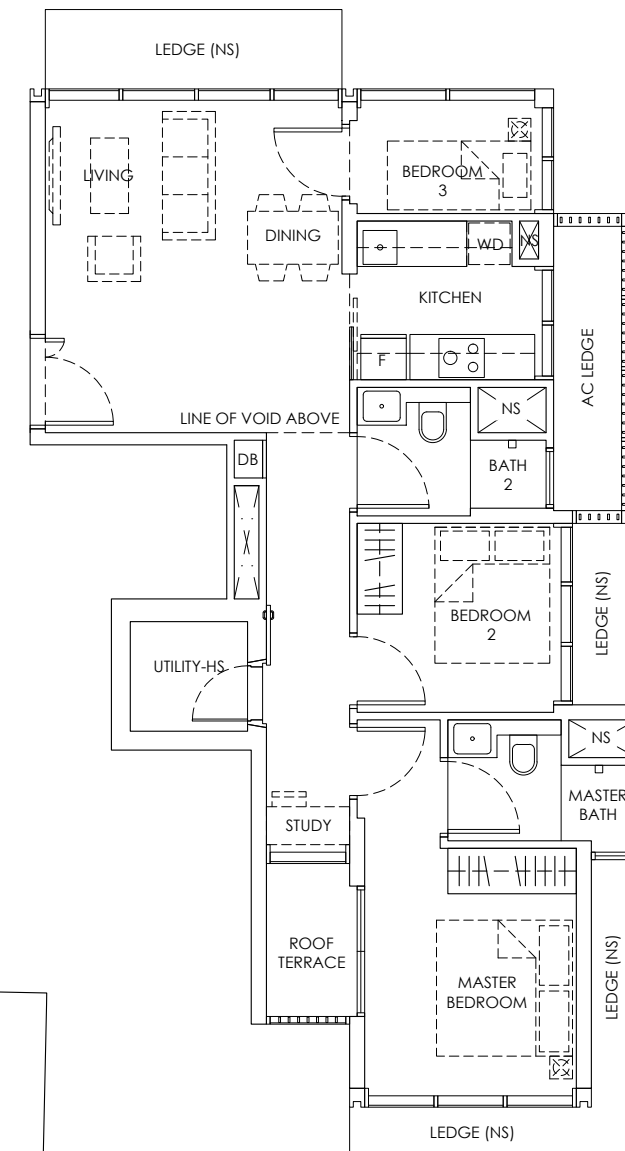 LEDGE (NS)
LIVING
BEDROOM
3
DINING
WD
NS
KITCHEN
F
AC LEDGE
LINE OF VOID ABOVE
NS
DB
BATH
2
BEDROOM
2
LEDGE (NS)
UTILITY-HS
NS
MASTER
BATH
STUDY
ROOF
TERRACE
MASTER
BEDROOM
LEDGE (NS)
LEDGE (NS)